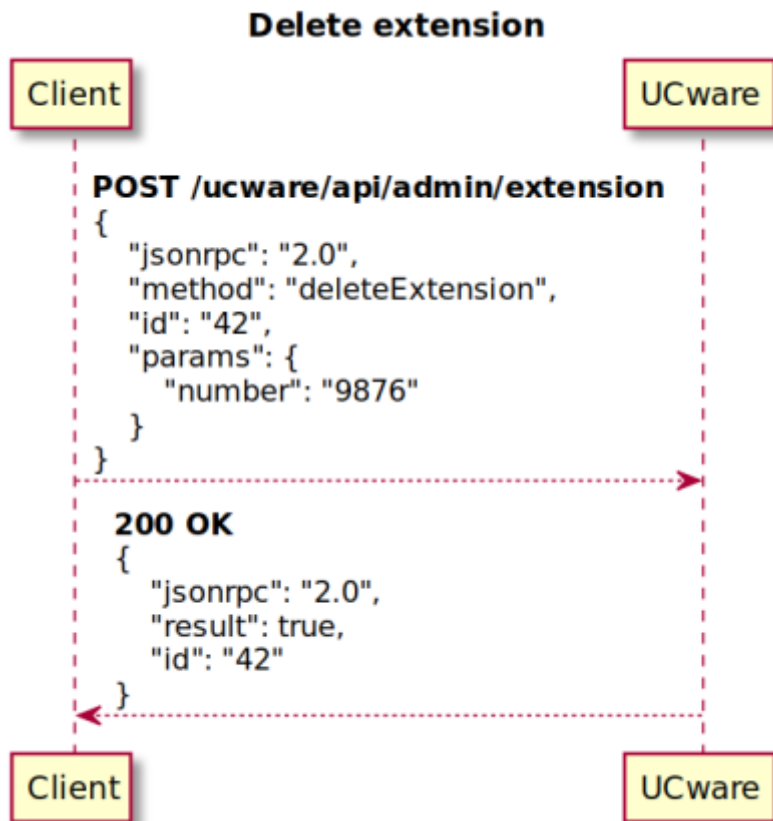 Delete extension
Client
UCware
POST /ucware/api/admin/extension
{
    "jsonrpc": "2.0",
    "method": "deleteExtension",
    "id": "42",
    "params": {
        "number": "9876"
    }
}
200 OK
{
    "jsonrpc": "2.0",
    "result": true,
    "id": "42"
}
Client
UCware